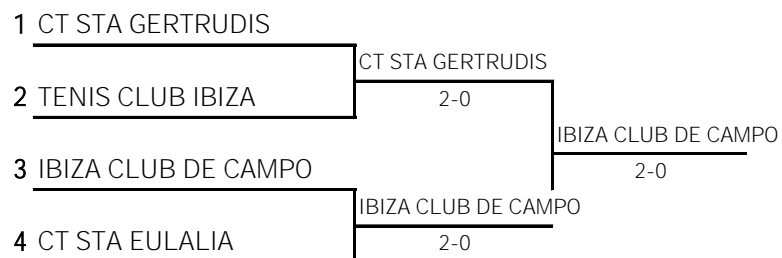 1 CT STA GERTRUDIS
CT STA GERTRUDIS
2 TENIS CLUB IBIZA
2-0
IBIZA CLUB DE CAMPO
3 IBIZA CLUB DE CAMPO
2-0
IBIZA CLUB DE CAMPO
4 CT STA EULALIA
2-0